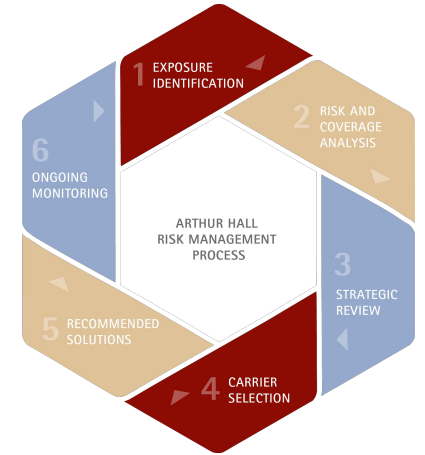 1 EXPOSURE
IDENTIFICATION
2 RISK AND
COVERAGE
ANALYSIS
3
STRATEGIC
REVIEW
4 CARRIER
SELECTION
5 RECOMMENDED
SOLUTIONS
6
ONGOING
MONITORING
ARTHUR HALL
RISK MANAGEMENT
PROCESS